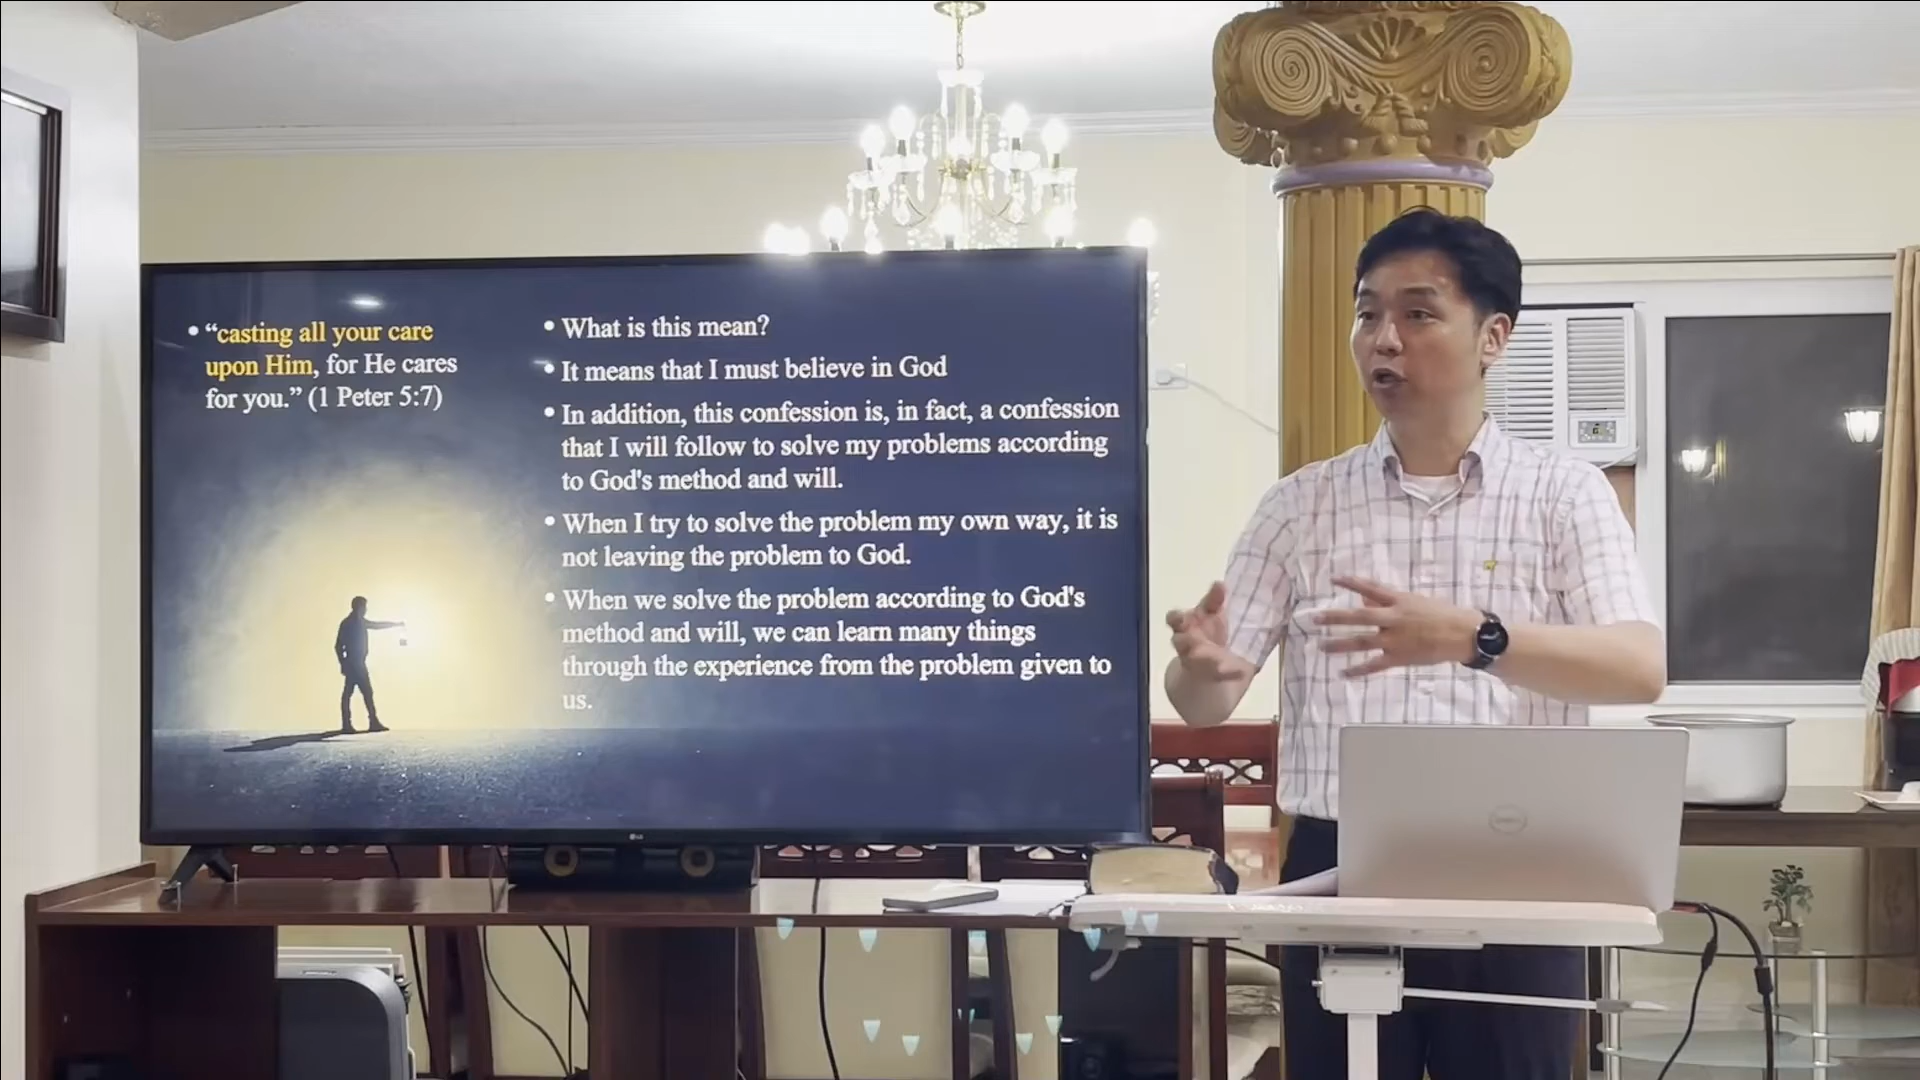 • “casting all your care
upon Him, for He cares
for you.” (1 Peter 5:7)
• What is this mean?
• It means that I must believe in God
• In addition, this confession is, in fact, a confession
that I will follow to solve my problems according
to God's method and will.
• When I try to solve the problem my own way, it is
not leaving the problem to God.
• When we solve the problem according to God's
method and will, we can learn many things
through the experience from the problem given to
us.
LG
DELL